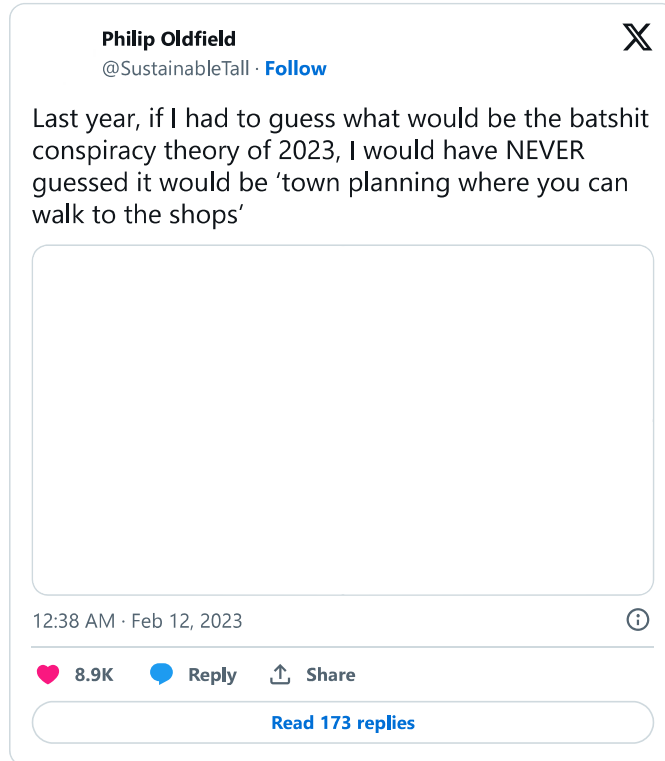 Philip Oldfield
@SustainableTall · Follow
Last year, if I had to guess what would be the batshit
conspiracy theory of 2023, I would have NEVER
guessed it would be ‘town planning where you can
walk to the shops’
12:38 AM · Feb 12, 2023
8.9K Reply Share
Read 173 replies